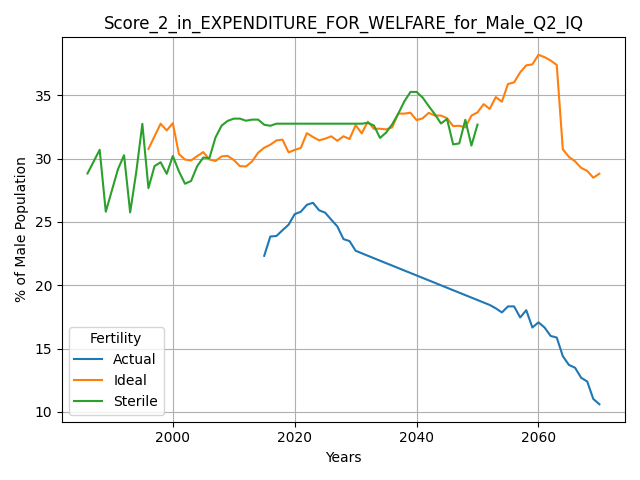 Score_2_in_EXPENDITURE_FOR_WELFARE_for_Male_Q2_IQ
% of Male Population
35
30
25
20
15
10
Fertility
Actual
Ideal
Sterile
2000 2020 2040 2060
Years